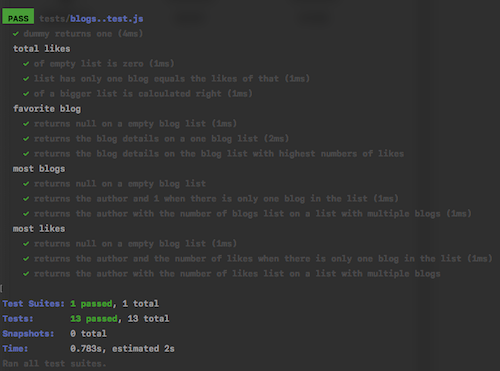 PASS tests/blogs..test.js
✓ dummy returns one (4ms)
total likes
✓ of empty list is zero (1ms)
✓ list has only one blog equals the likes of that (1ms)
✓ of a bigger list is calculated right (1ms)
favorite blog
✓ returns null on a empty blog list (1ms)
✓ returns the blog details on a one blog list (2ms)
✓ returns the blog details on the blog list with highest numbers of likes
most blogs
✓ returns null on a empty blog list
✓ returns the author and 1 when there is only one blog in the list (1ms)
✓ returns the author with the number of blogs list on a list with multiple blogs (1ms)
most likes
✓ returns null on a empty blog list (1ms)
✓ returns the author and the number of likes when there is only one blog in the list (1ms)
✓ returns the author with the number of likes list on a list with multiple blogs
Test Suites: 1 passed, 1 total
Tests: 13 passed, 13 total
Snapshots: 0 total
Time: 0.783s, estimated 2s
Ran all test suites.